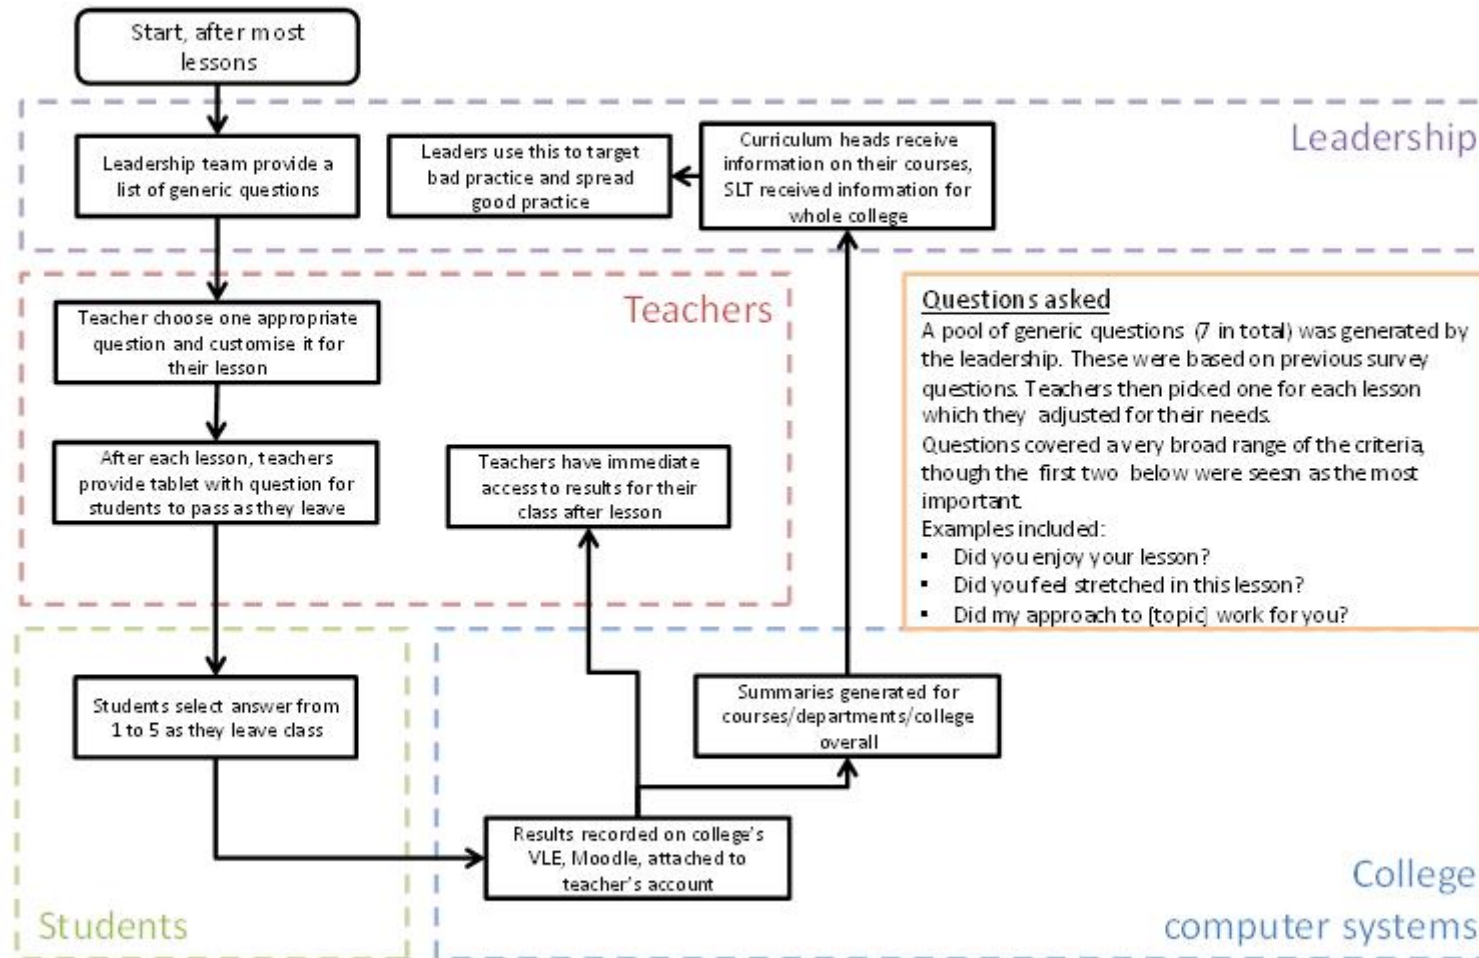 Start, after most
lessons
Leadership
Leadership team provide a
list of generic questions
Leaders use this to target
bad practice and spread
good practice
Curriculum heads receive
information on their courses,
SLT received information for
whole college
Teachers
Teacher choose one appropriate
question and customise it for
their lesson
After each lesson, teachers
provide tablet with question for
students to pass as they leave
Teachers have immediate
access to results for their
class after lesson
Questions asked
A pool of generic questions (7 in total) was generated by
the leadership. These were based on previous survey
questions. Teachers then picked one for each lesson
which they adjusted for their needs.
Questions covered a very broad range of the criteria,
though the first two below were seesn as the most
important.
Examples included:
▪ Did you enjoy your lesson?
▪ Did you feel stretched in this lesson?
▪ Did my approach to [topic] work for you?
Students select answer from
1 to 5 as they leave class
Students
Summaries generated for
courses/departments/college
overall
Results recorded on college's
VLE, Moodle, attached to
teacher's account
College
computer systems